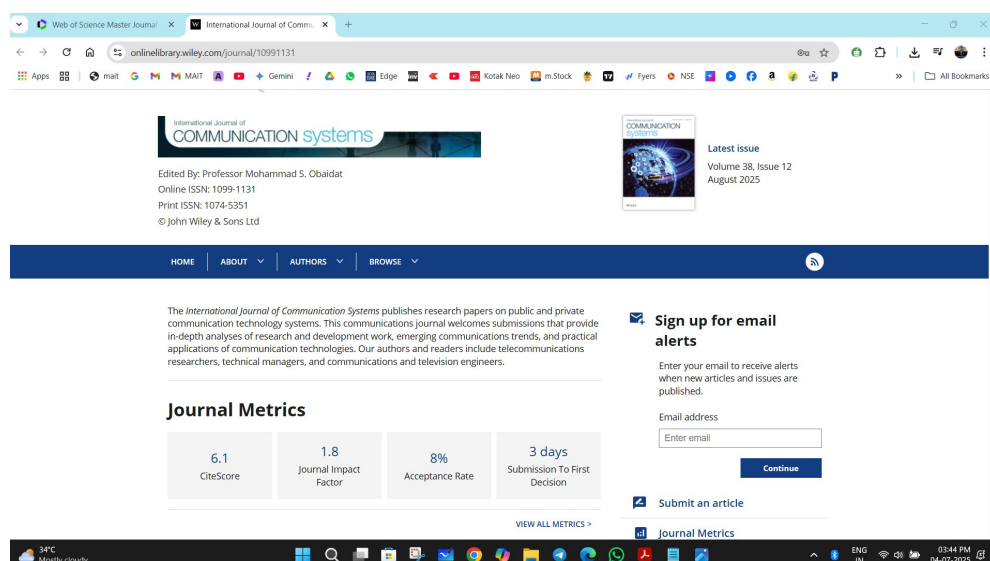 Web of Science Master Journal
International Journal of Commu
onlinelibrary.wiley.com/journal/10991131
Apps
mait
MAIT
Gemini
Edge
Kotak Neo
m.Stock
Fyers
NSE
»
All Bookmarks
International Journal of
COMMUNICATION systems
Edited By: Professor Mohammad S. Obaidat
Online ISSN: 1099-1131
Print ISSN: 1074-5351
© John Wiley & Sons Ltd
COMMUNICATION
systems
WILEY
Latest issue
Volume 38, Issue 12
August 2025
HOME
ABOUT
AUTHORS
BROWSE
The International Journal of Communication Systems publishes research papers on public and private
communication technology systems. This communications journal welcomes submissions that provide
in-depth analyses of research and development work, emerging communications trends, and practical
applications of communication technologies. Our authors and readers include telecommunications
researchers, technical managers, and communications and television engineers.
Journal Metrics
6.1
CiteScore
1.8
Journal Impact
Factor
8%
Acceptance Rate
3 days
Submission To First
Decision
VIEW ALL METRICS >
Sign up for email
alerts
Enter your email to receive alerts
when new articles and issues are
published.
Email address
Enter email
Continue
Submit an article
Journal Metrics
34°C
Mostly cloudy
ENG
IN
03:44 PM
04-07-2025